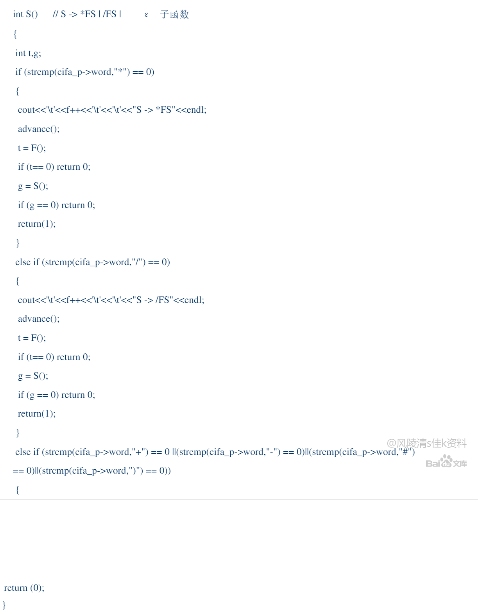 int S() // S -> *FS | /FS | ε 子函数
{
int t,g;
if (strcmp(cifa_p->word,"*") == 0)
{
cout<<'\t'<<f++<<'\t'<<'\t'<<"S -> *FS"<<endl;
advance();
t = F();
if (t== 0) return 0;
g = S();
if (g == 0) return 0;
return(1);
}
else if (strcmp(cifa_p->word,"/") == 0)
{
cout<<'\t'<<f++<<'\t'<<'\t'<<"S -> /FS"<<endl;
advance();
t = F();
if (t== 0) return 0;
g = S();
if (g == 0) return 0;
return(1);
}
@风陵清s佳k资料
else if (strcmp(cifa_p->word,"+") == 0 ||(strcmp(cifa_p->word,"-") == 0)||(strcmp(cifa_p->word,"#")
== 0)||(strcmp(cifa_p->word,")") == 0))
Bai文库
{
return (0);
}